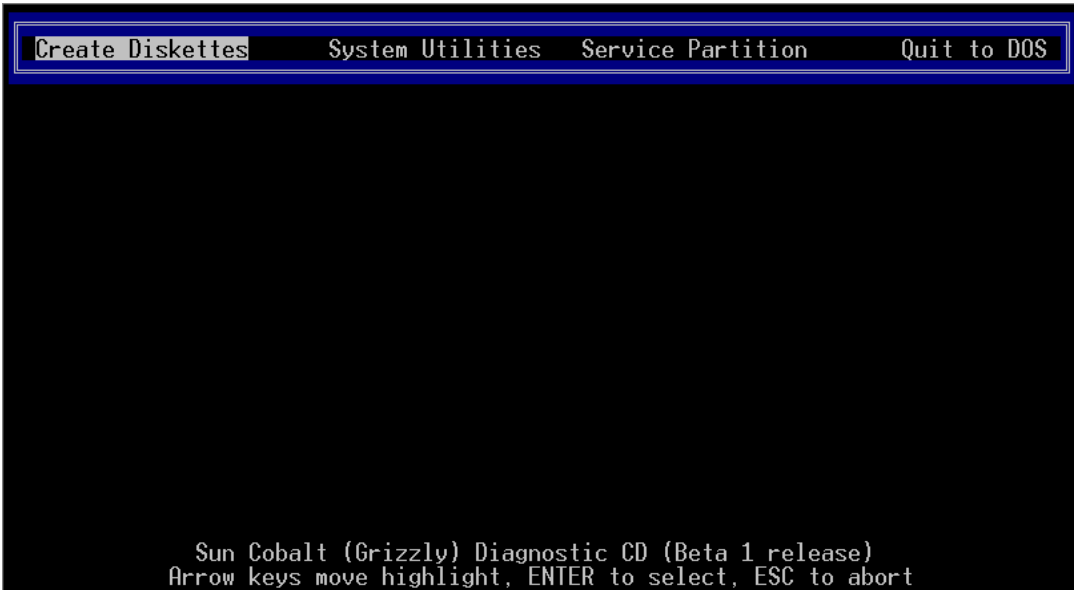 Create Diskettes System Utilities Service Partition Quit to DOS
Sun Cobalt (Grizzly) Diagnostic CD (Beta 1 release)
Arrow keys move highlight, ENTER to select, ESC to abort